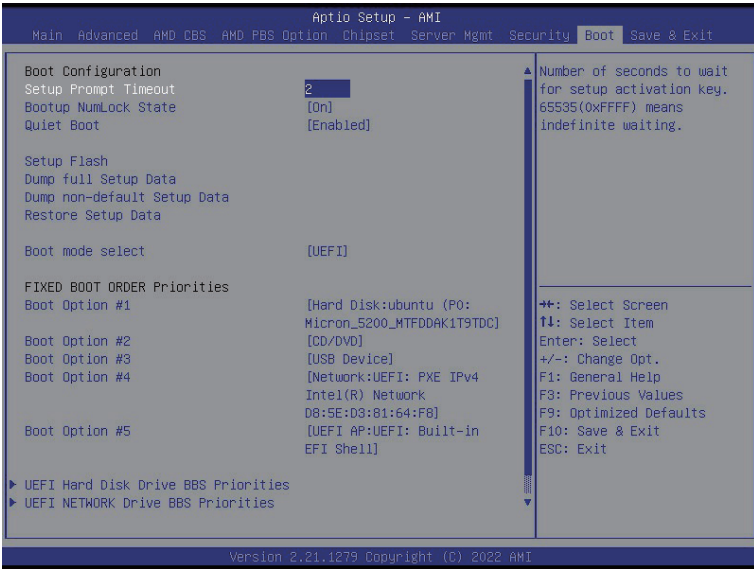 Aptio Setup – AMI
Main Advanced AMD CBS AMD PBS Option Chipset Server Mgmt Security Boot Save & Exit
Boot Configuration
Setup Prompt Timeout 2
Bootup NumLock State [On]
Quiet Boot [Enabled]
Setup Flash
Dump full Setup Data
Dump non-default Setup Data
Restore Setup Data
Boot mode select [UEFI]
FIXED BOOT ORDER Priorities
Boot Option #1 [Hard Disk:ubuntu (P0:
Micron_5200_MTFDDAK1T9TDC]
Boot Option #2 [CD/DVD]
Boot Option #3 [USB Device]
Boot Option #4 [Network:UEFI: PXE IPv4
Intel(R) Network
D8:5E:D3:81:64:F8]
Boot Option #5 [UEFI AP:UEFI: Built-in
EFI Shell]
UEFI Hard Disk Drive BBS Priorities
UEFI NETWORK Drive BBS Priorities
Number of seconds to wait
for setup activation key.
65535(0xFFFF) means
indefinite waiting.
→←: Select Screen
↑↓: Select Item
Enter: Select
+/-: Change Opt.
F1: General Help
F3: Previous Values
F9: Optimized Defaults
F10: Save & Exit
ESC: Exit
Version 2.21.1279 Copyright (C) 2022 AMI